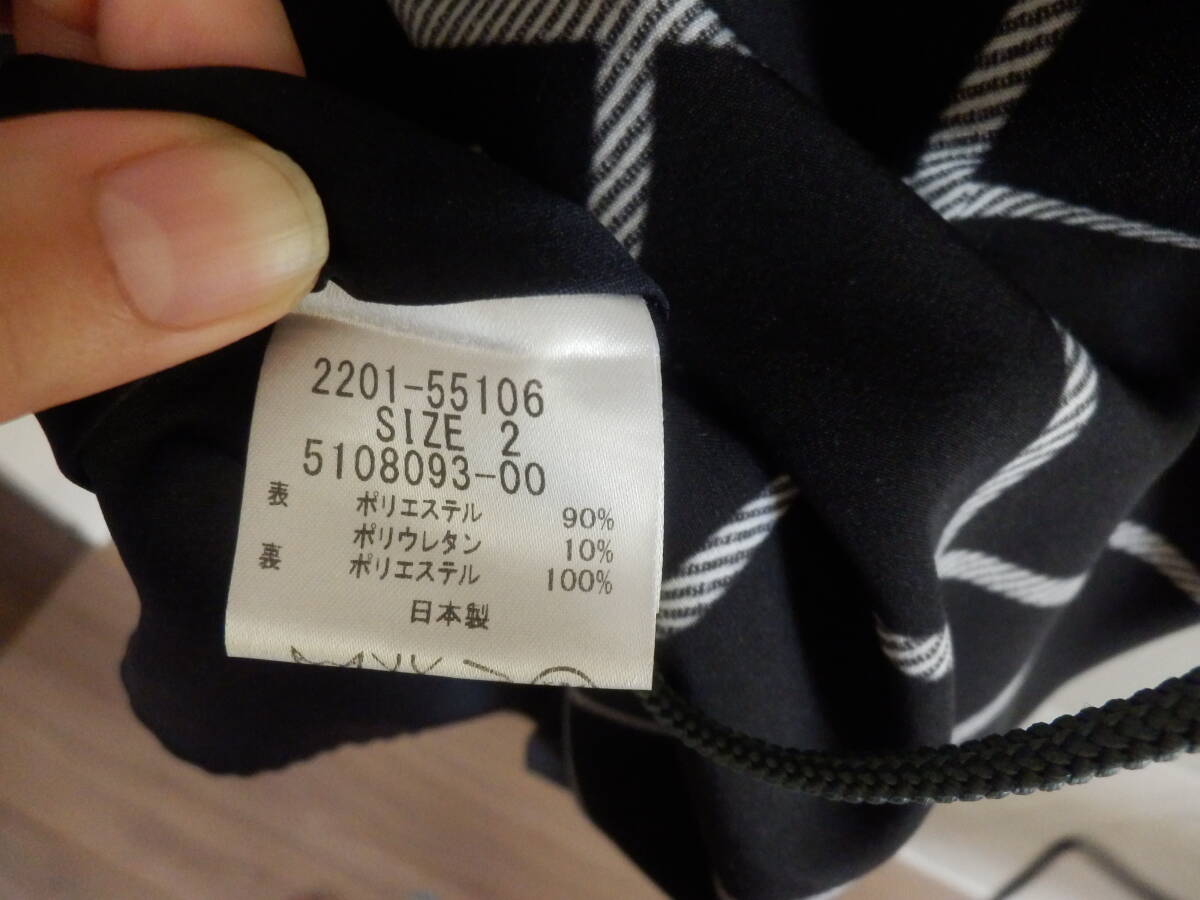 2201-55106
SIZE 2
5108093-00
表 ポリエステル 90%
ポリウレタン 10%
裏 ポリエステル 100%
日本製